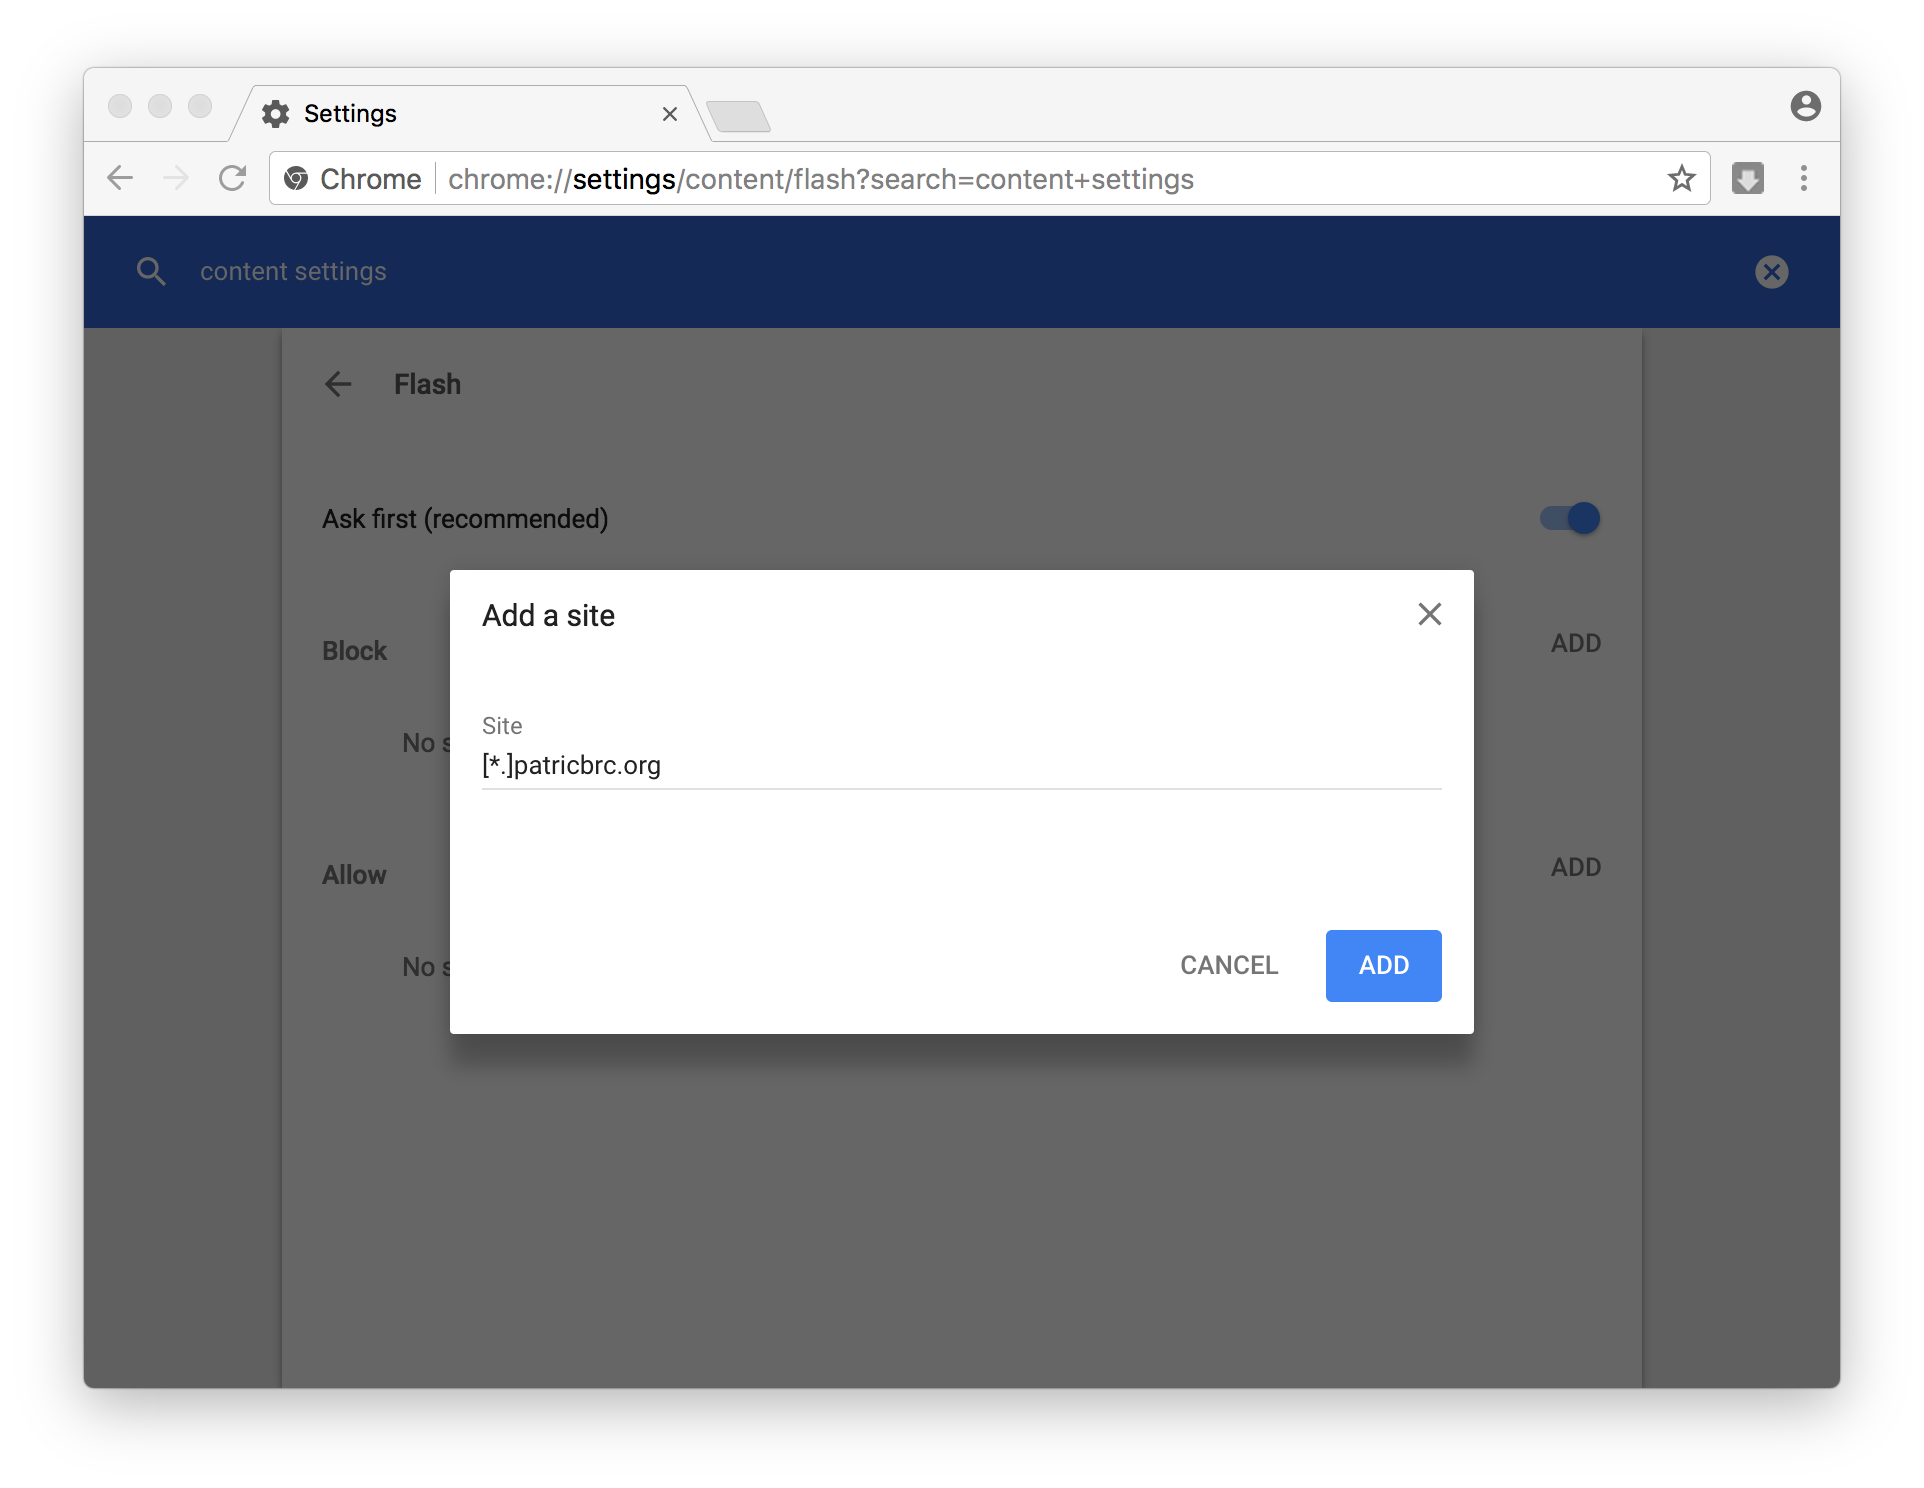 Settings
Chrome chrome://settings/content/flash?search=content+settings
content settings
Flash
Ask first (recommended)
Add a site
Block
ADD
Site
No s
[*.]patricbrc.org
Allow
ADD
No s
CANCEL
ADD